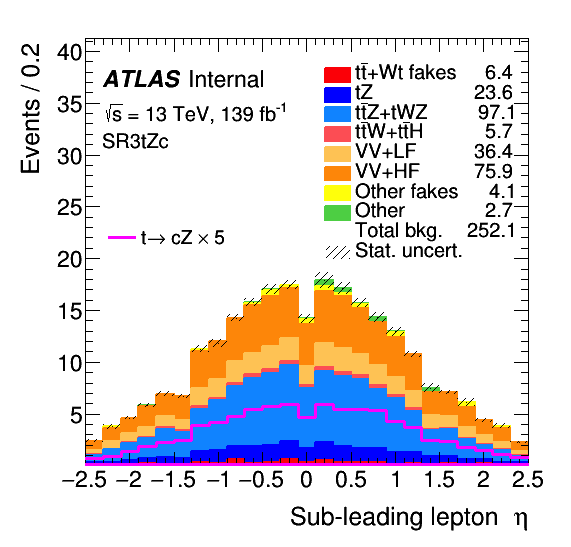 Events / 0.2
40
35
30
25
20
15
10
5
ATLAS Internal
√s = 13 TeV, 139 fb⁻¹
SR3tZc
t→ cZ × 5
tt̄+Wt fakes 6.4
tZ 23.6
tt̄Z+tWZ 97.1
tt̄W+tt̄H 5.7
VV+LF 36.4
VV+HF 75.9
Other fakes 4.1
Other 2.7
Total bkg. 252.1
Stat. uncert.
−2.5 −2 −1.5 −1 −0.5 0 0.5 1 1.5 2 2.5
Sub-leading lepton η